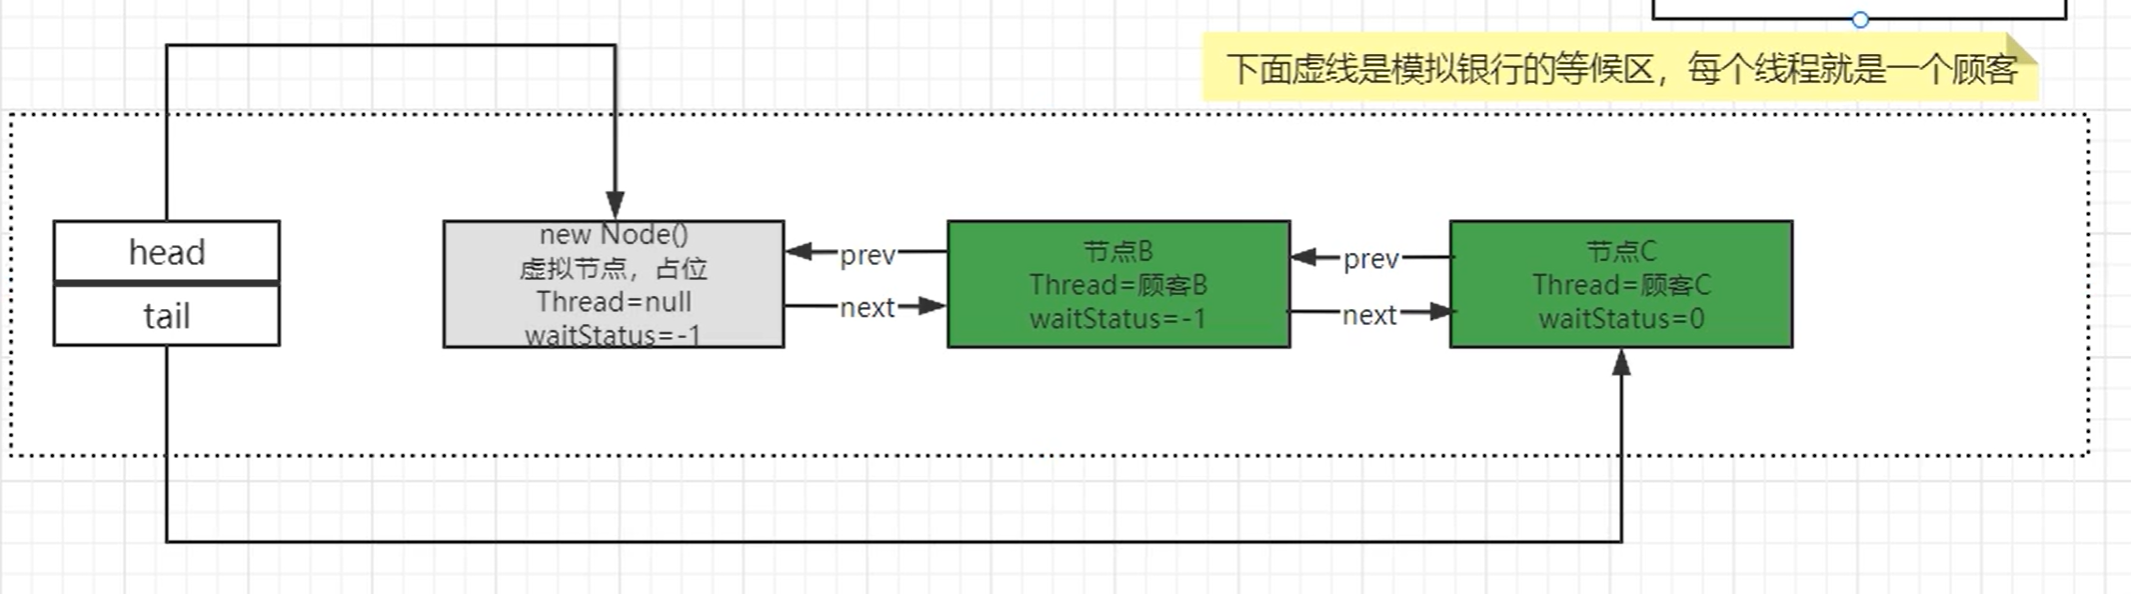 下面虚线是模拟银行的等候区，每个线程就是一个顾客
head
tail
new Node()
虚拟节点，占位
Thread=null
waitStatus=-1
prev
next
节点B
Thread=顾客B
waitStatus=-1
prev
next
节点C
Thread=顾客C
waitStatus=0